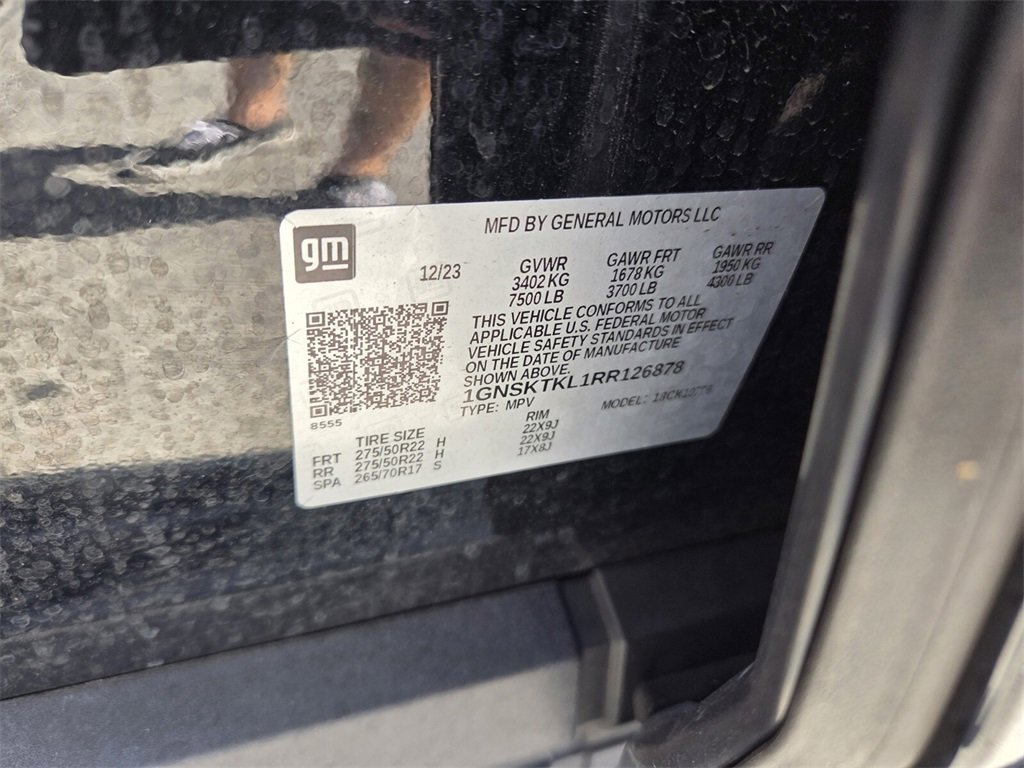 MFD BY GENERAL MOTORS LLC
gm
12/23
GVWR GAWR FRT GAWR RR
3402 KG 1678 KG 1950 KG
7500 LB 3700 LB 4300 LB
THIS VEHICLE CONFORMS TO ALL
APPLICABLE U.S. FEDERAL MOTOR
VEHICLE SAFETY STANDARDS IN EFFECT
ON THE DATE OF MANUFACTURE
SHOWN ABOVE.
1GNSKTKL1RR126878
TYPE: MPV MODEL:
8555
TIRE SIZE RIM
FRT 275/50R22 H 22X9J
RR 275/50R22 H 22X9J
SPA 265/70R17 S 17X8J